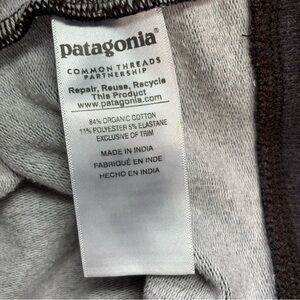 patagonia®
COMMON THREADS
PARTNERSHIP
Repair, Reuse, Recycle
This Product
www.patagonia.com
84% ORGANIC COTTON
11% POLYESTER 5% ELASTANE
EXCLUSIVE OF TRIM
MADE IN INDIA
FABRIQUÉ EN INDE
HECHO EN INDIA